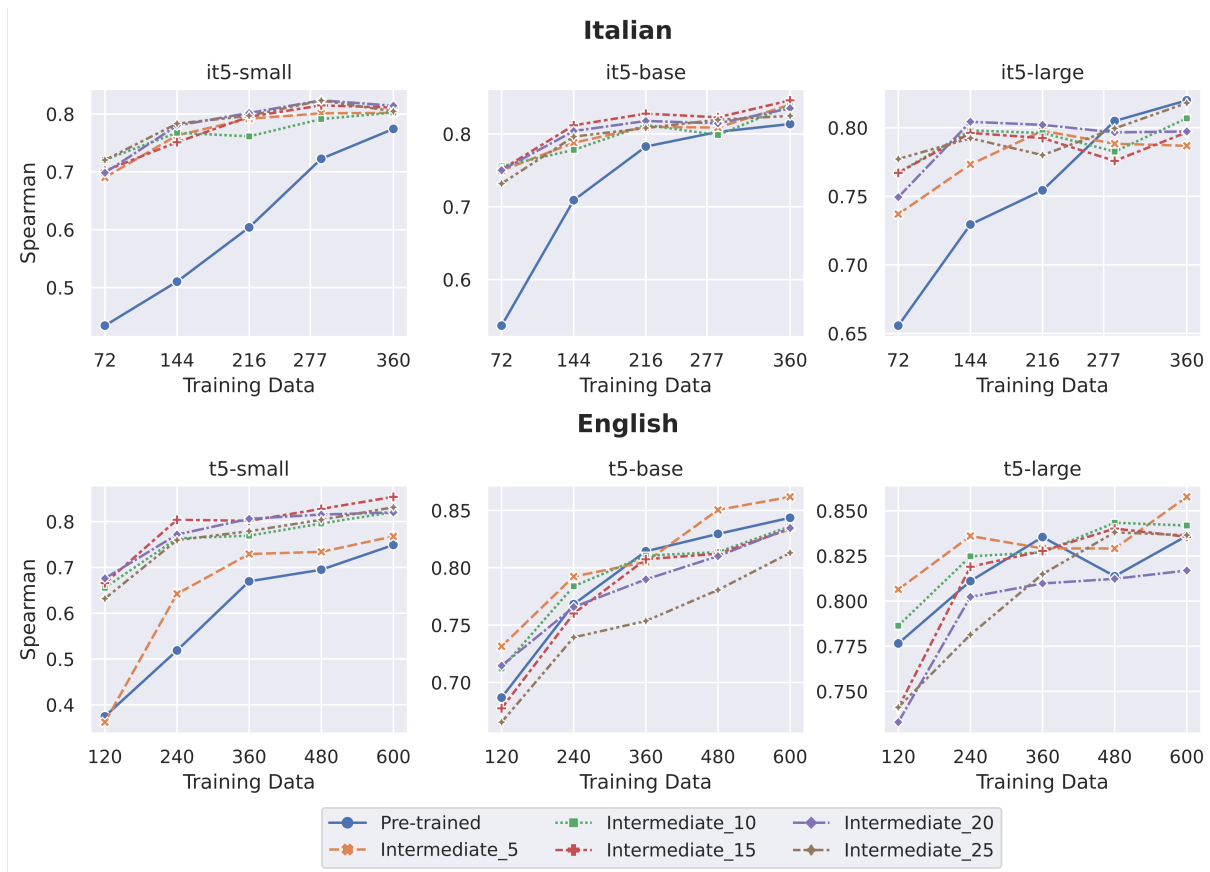 Italian
it5-small
it5-base
it5-large
Spearman
0.8
0.7
0.6
0.5
0.8
0.7
0.6
0.80
0.75
0.70
0.65
72 144 216 277 360
72 144 216 277 360
72 144 216 277 360
Training Data
Training Data
Training Data
English
t5-small
t5-base
t5-large
Spearman
0.8
0.7
0.6
0.5
0.4
0.85
0.80
0.75
0.70
0.850
0.825
0.800
0.775
0.750
120 240 360 480 600
120 240 360 480 600
120 240 360 480 600
Training Data
Training Data
Training Data
Pre-trained
Intermediate_5
Intermediate_10
Intermediate_15
Intermediate_20
Intermediate_25